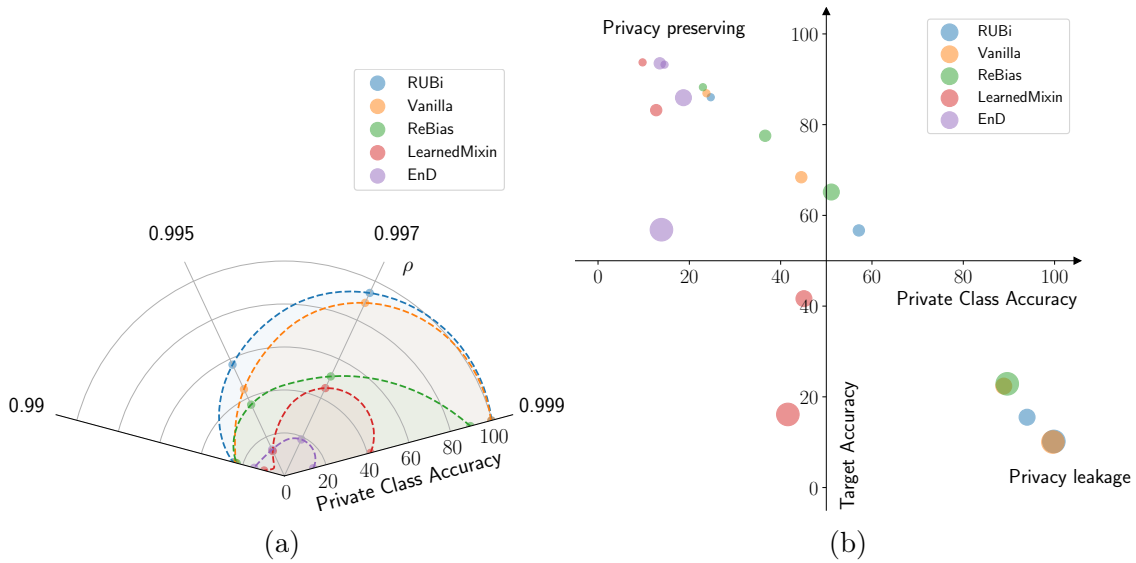 RUBi
Vanilla
ReBias
LearnedMixin
EnD
0.995
0.997
ρ
0.99
0.999
0
20
40
60
80
100
Private Class Accuracy
(a)
Privacy preserving
RUBi
Vanilla
ReBias
LearnedMixin
EnD
100
80
60
0
20
40
60
80
100
Private Class Accuracy
40
20
0
Target Accuracy
Privacy leakage
(b)